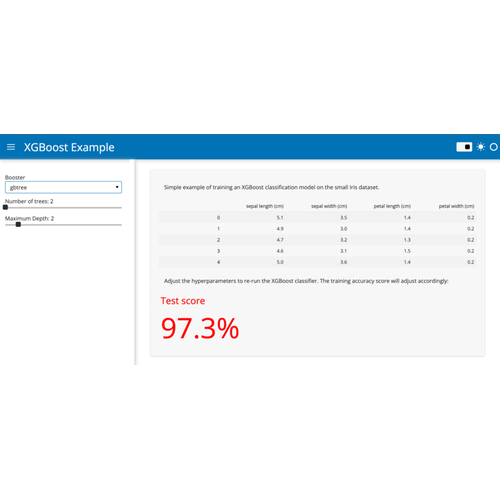 XGBoost Example
Booster
gbtree
Number of trees: 2
Maximum Depth: 2
Simple example of training an XGBoost classification model on the small Iris dataset.
sepal length (cm) sepal width (cm) petal length (cm) petal width (cm)
0 5.1 3.5 1.4 0.2
1 4.9 3.0 1.4 0.2
2 4.7 3.2 1.3 0.2
3 4.6 3.1 1.5 0.2
4 5.0 3.6 1.4 0.2
Adjust the hyperparameters to re-run the XGBoost classifier. The training accuracy score will adjust accordingly:
Test score
97.3%